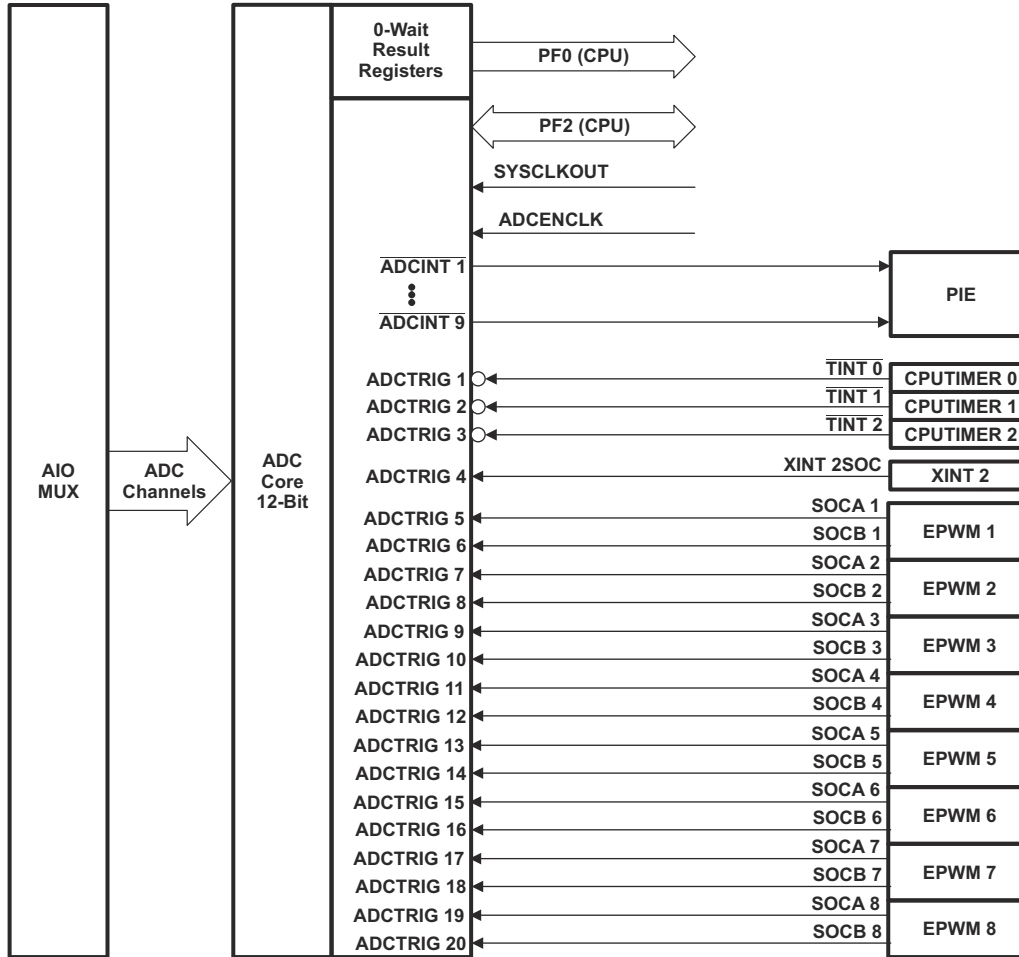 0-Wait
Result
Registers
PF0 (CPU)
PF2 (CPU)
SYSCLKOUT
ADCENCLK
ADCINT 1
ADCINT 9
PIE
ADCTRIG 1
TINT 0
CPUTIMER 0
ADCTRIG 2
TINT 1
CPUTIMER 1
ADCTRIG 3
TINT 2
CPUTIMER 2
AIO
MUX
ADC
Channels
ADC
Core
12-Bit
ADCTRIG 4
XINT 2SOC
XINT 2
ADCTRIG 5
SOCA 1
EPWM 1
ADCTRIG 6
SOCB 1
ADCTRIG 7
SOCA 2
EPWM 2
ADCTRIG 8
SOCB 2
ADCTRIG 9
SOCA 3
EPWM 3
ADCTRIG 10
SOCB 3
ADCTRIG 11
SOCA 4
EPWM 4
ADCTRIG 12
SOCB 4
ADCTRIG 13
SOCA 5
EPWM 5
ADCTRIG 14
SOCB 5
ADCTRIG 15
SOCA 6
EPWM 6
ADCTRIG 16
SOCB 6
ADCTRIG 17
SOCA 7
EPWM 7
ADCTRIG 18
SOCB 7
ADCTRIG 19
SOCA 8
EPWM 8
ADCTRIG 20
SOCB 8